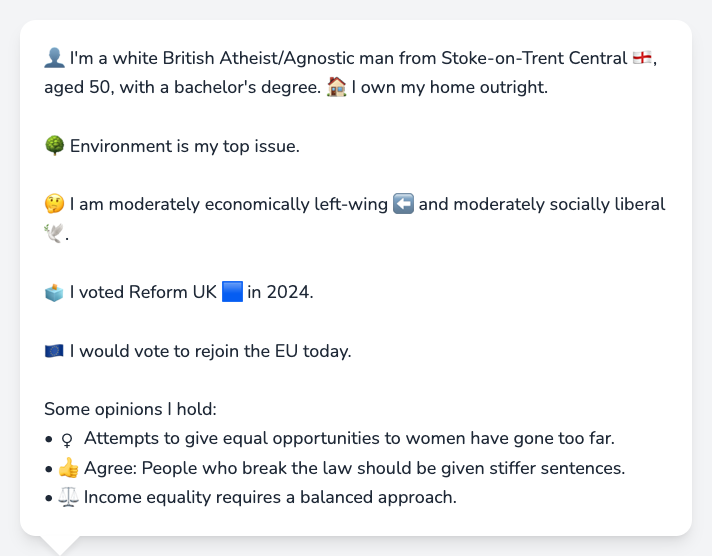 👤 I'm a white British Atheist/Agnostic man from Stoke-on-Trent Central 🏴󠁧󠁢󠁥󠁮󠁧󠁿,
aged 50, with a bachelor's degree. 🏠 I own my home outright.
🌳 Environment is my top issue.
🤔 I am moderately economically left-wing ⬅️ and moderately socially liberal
🕊️.
🗳️ I voted Reform UK 🟦 in 2024.
🇪🇺 I would vote to rejoin the EU today.
Some opinions I hold:
• ♀ Attempts to give equal opportunities to women have gone too far.
• 👍 Agree: People who break the law should be given stiffer sentences.
• ⚖️ Income equality requires a balanced approach.